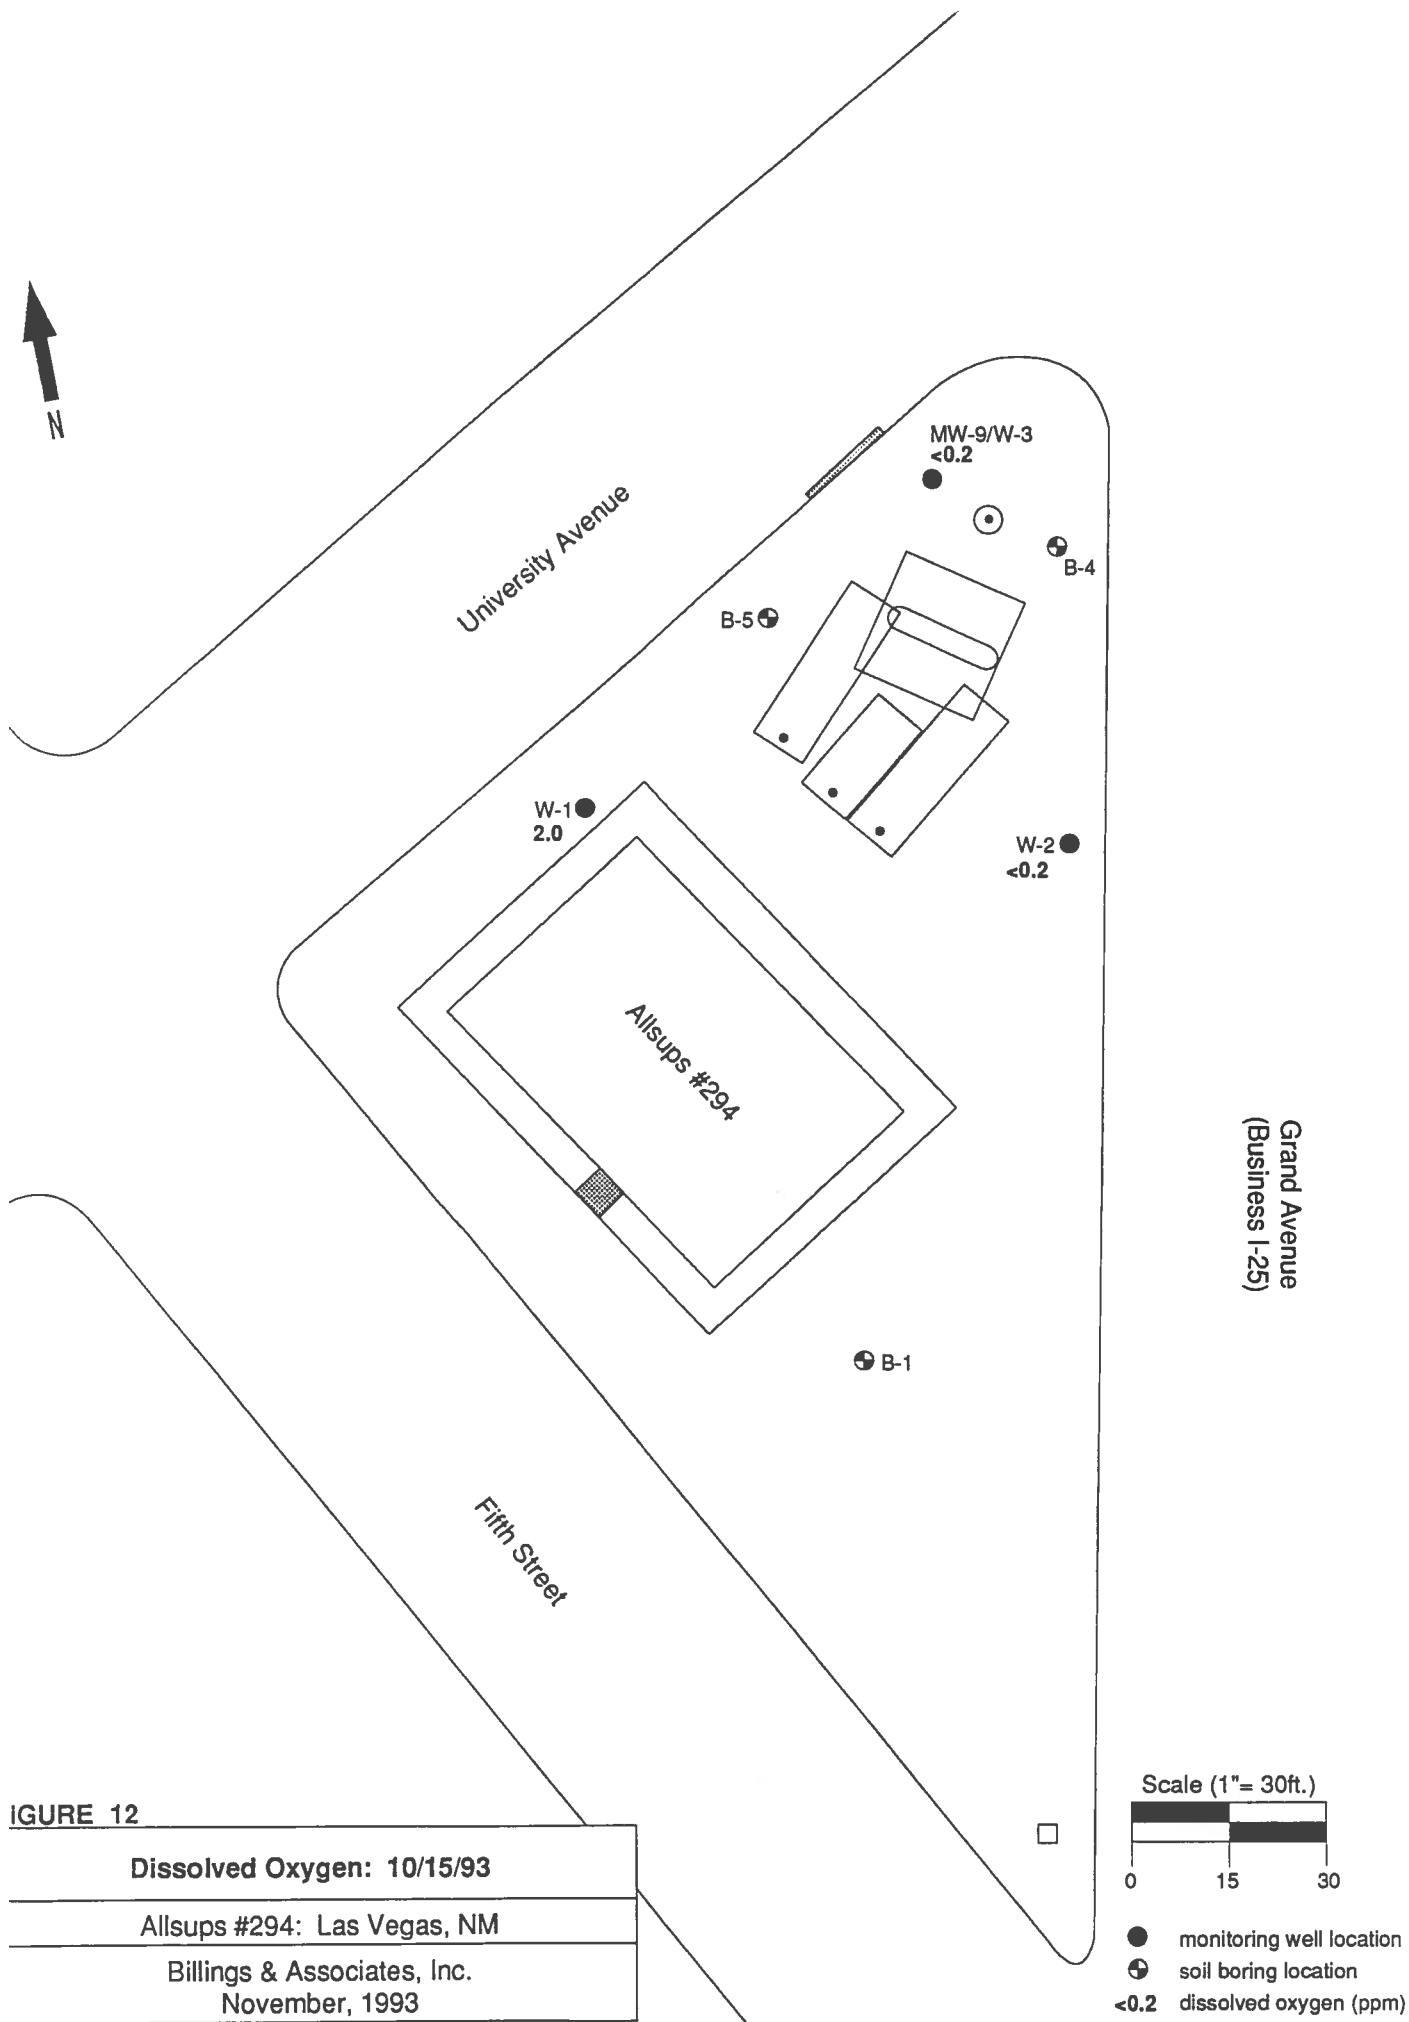 N
University Avenue
MW-9/W-3
<0.2
B-4
B-5
W-1
2.0
W-2
<0.2
Allsups #294
Grand Avenue
(Business I-25)
B-1
Fifth Street
Scale (1"= 30ft.)
0 15 30
monitoring well location
soil boring location
<0.2 dissolved oxygen (ppm)
IGURE 12
Dissolved Oxygen: 10/15/93
Allsups #294: Las Vegas, NM
Billings & Associates, Inc.
November, 1993